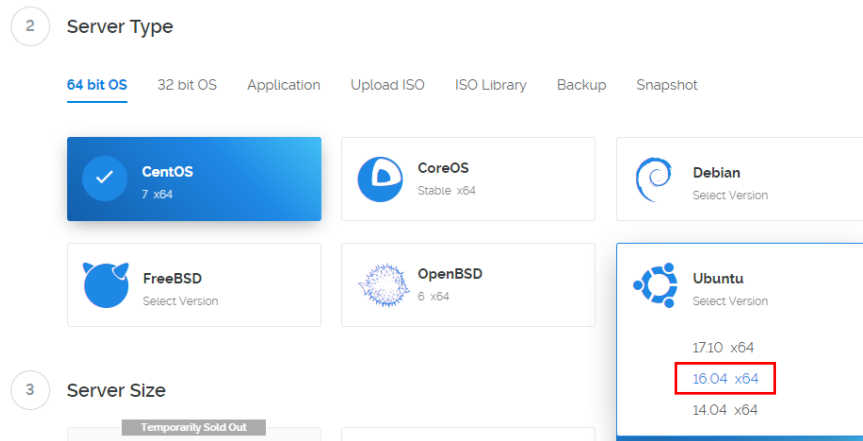 2 Server Type
64 bit OS 32 bit OS Application Upload ISO ISO Library Backup Snapshot
CentOS
7 x64
CoreOS
Stable x64
Debian
Select Version
FreeBSD
Select Version
OpenBSD
6 x64
Ubuntu
Select Version
17.10 x64
16.04 x64
14.04 x64
3 Server Size
Temporarily Sold Out